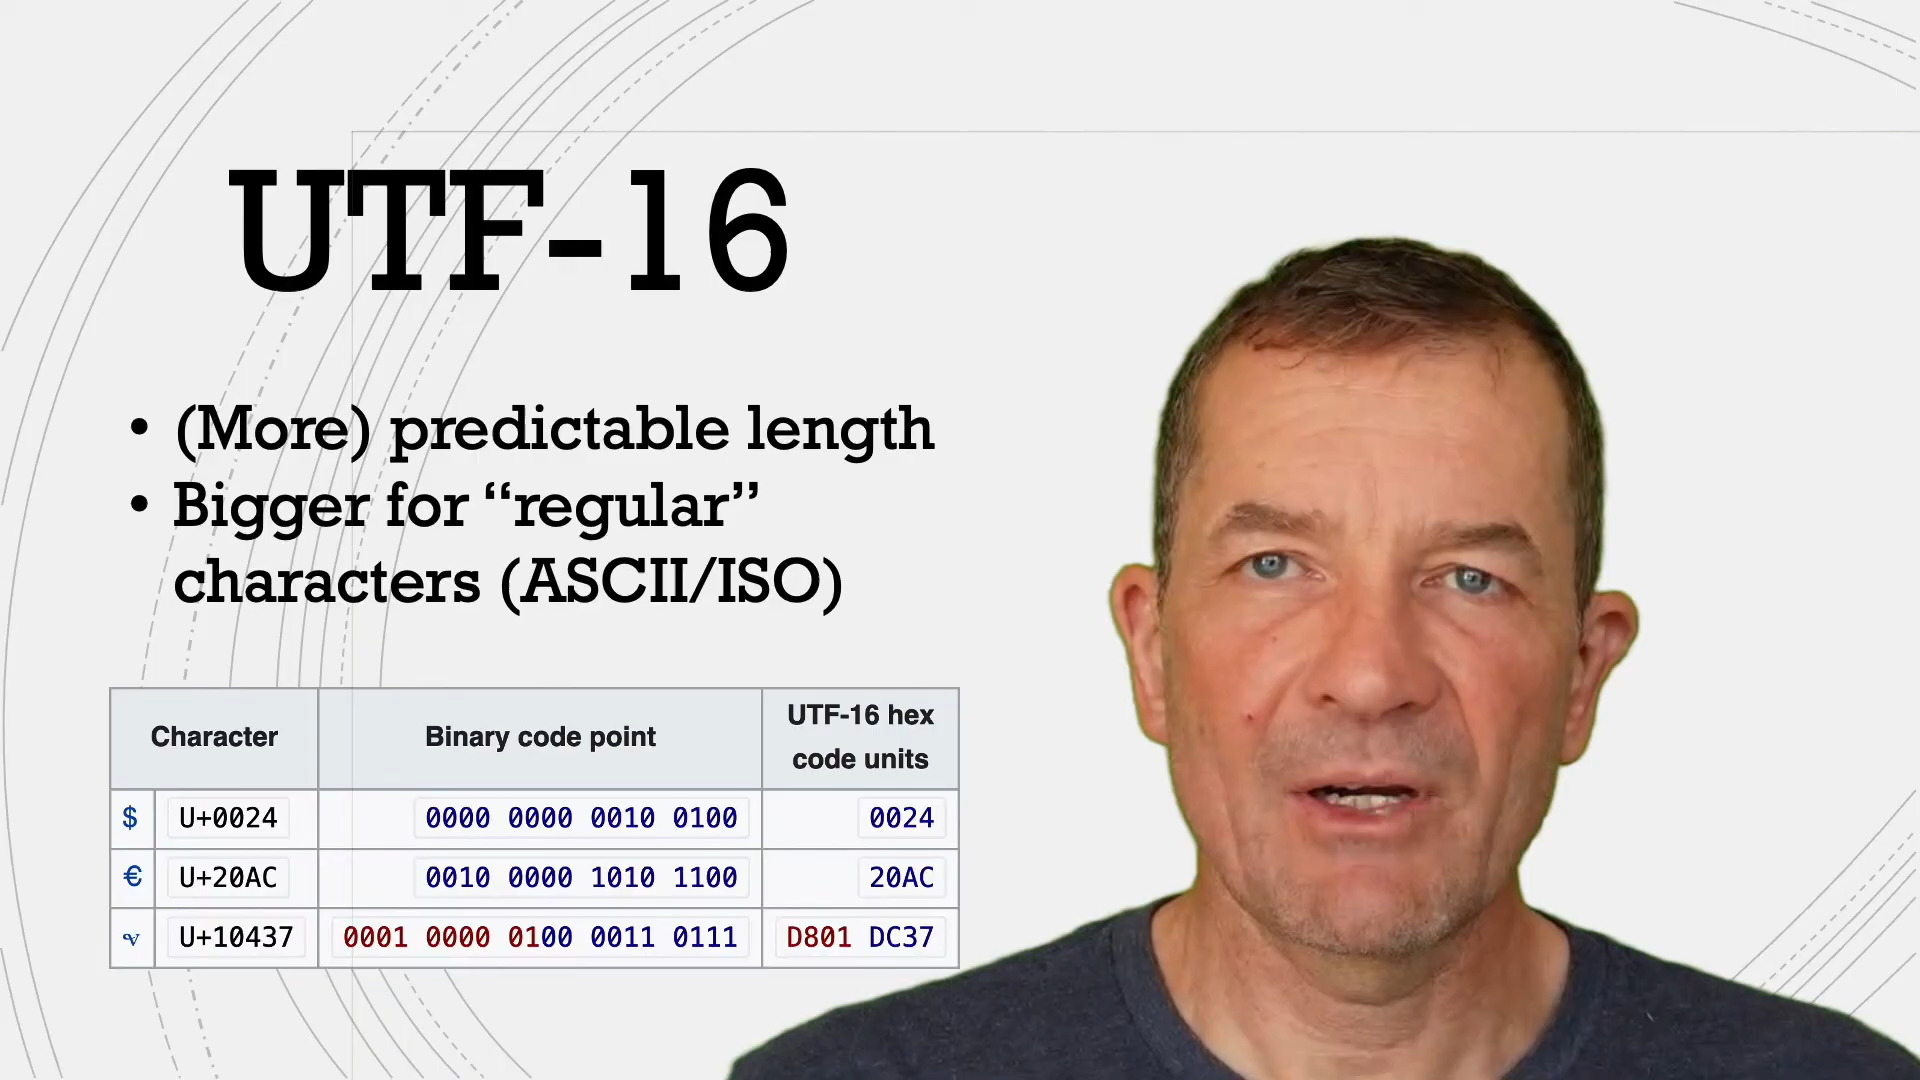 UTF-16
• (More) predictable length
• Bigger for “regular”
characters (ASCII/ISO)
Character Binary code point UTF-16 hex
code units
$ U+0024 0000 0000 0010 0100 0024
€ U+20AC 0010 0000 1010 1100 20AC
𐐷 U+10437 0001 0000 0100 0011 0111 D801 DC37